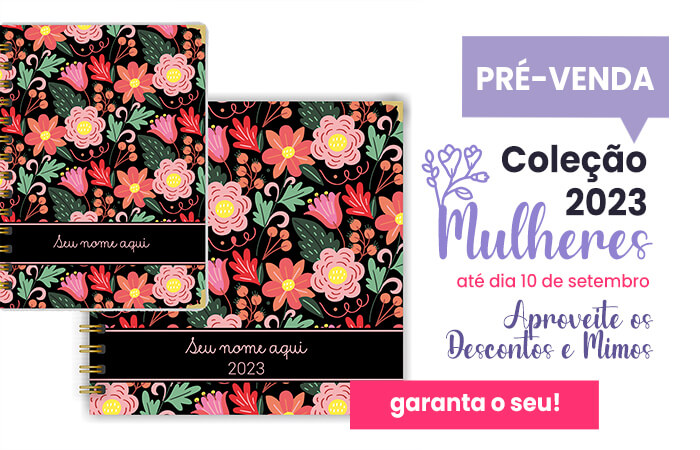 Seu nome aqui
Seu nome aqui
2023
PRÉ-VENDA
Coleção
2023
Mulheres
até dia 10 de setembro
Aproveite os
Descontos e Mimos
garanta o seu!